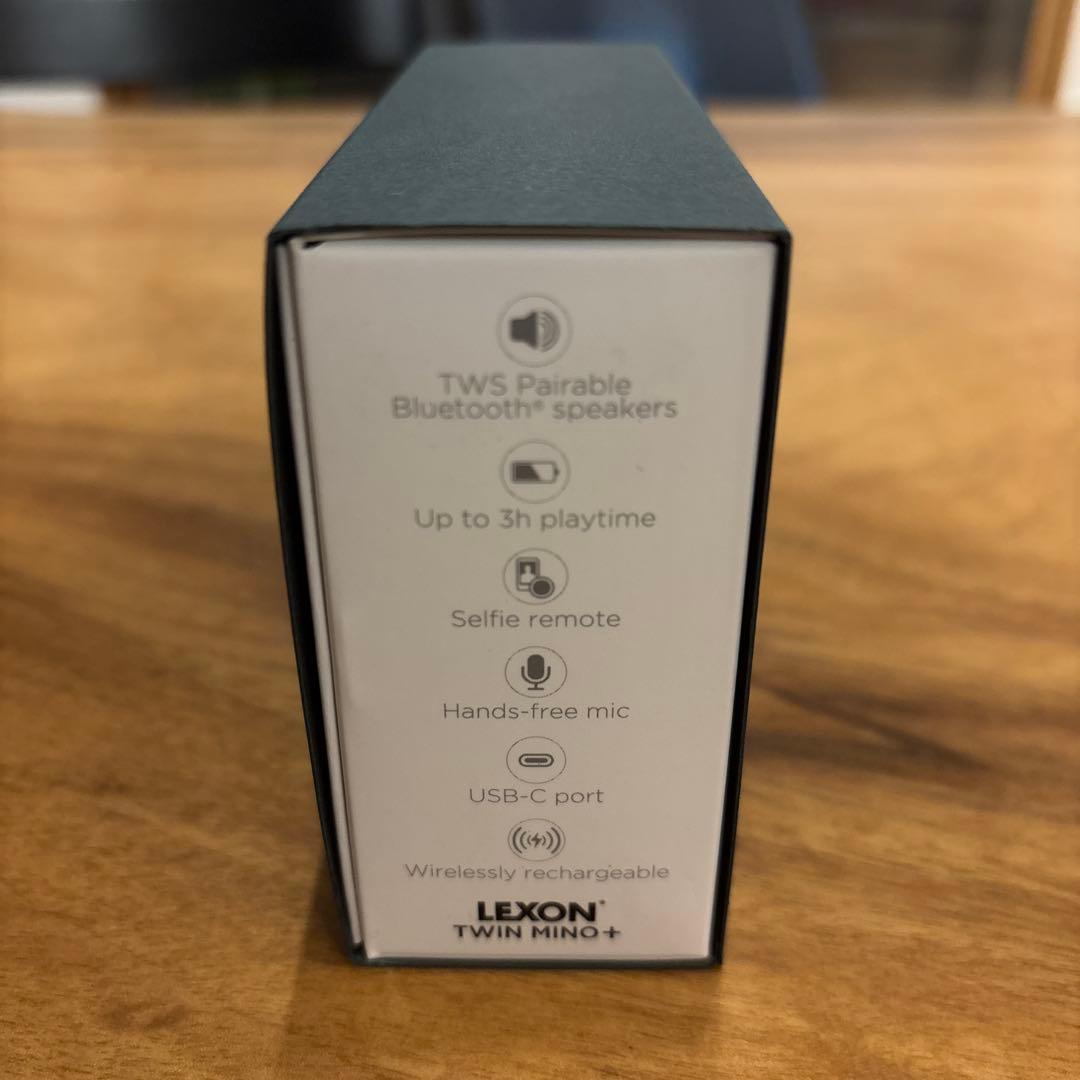 TWS Pairable
Bluetooth® speakers
Up to 3h playtime
Selfie remote
Hands-free mic
USB-C port
Wirelessly rechargeable
LEXON®
TWIN MINO+